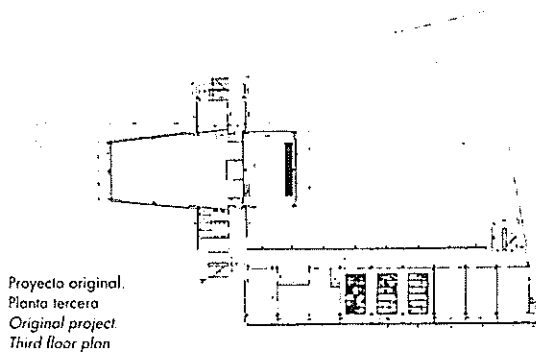 Proyecto original.
Planta tercera
Original project.
Third floor plan